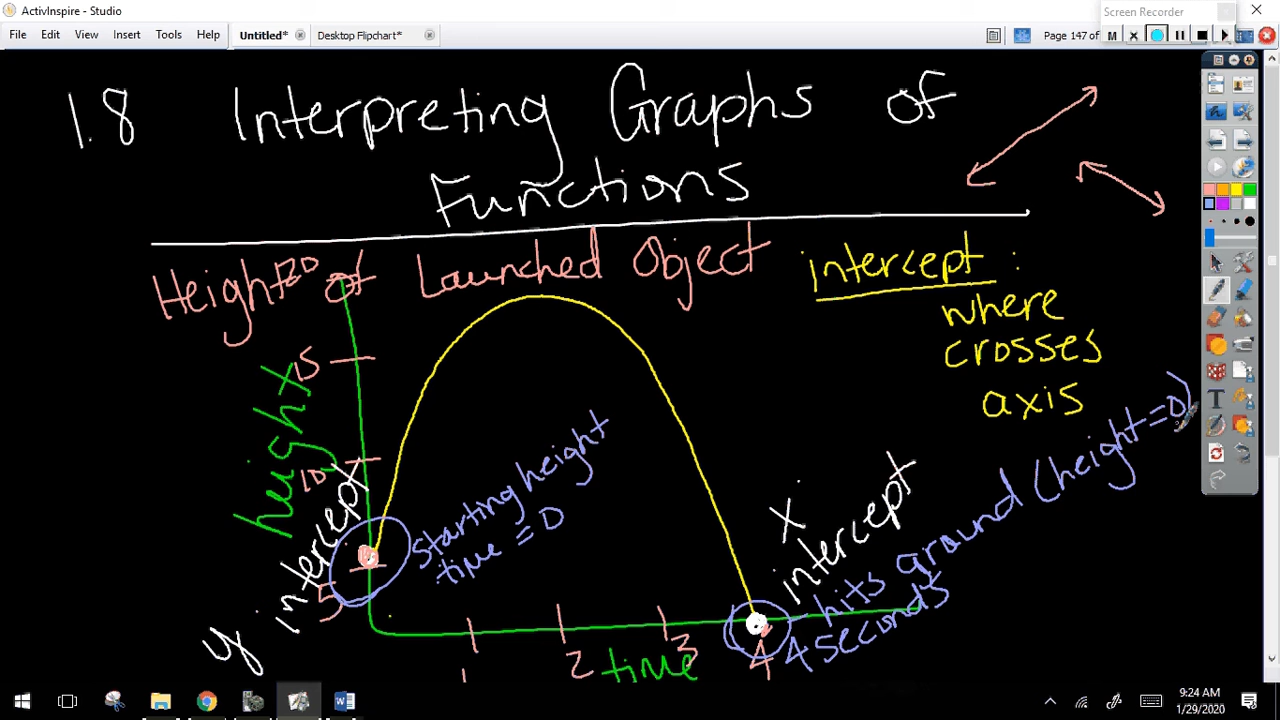 ActivInspire - Studio
Screen Recorder
File Edit View Insert Tools Help
Untitled* Desktop Flipchart*
Page 147 of
M
1.8 Interpreting Graphs of
Functions
Height of Launched Object
20
15
10
5
height
y intercept
starting height
time = 0
intercept :
where
crosses
axis
x
intercept
- hits ground (height = 0)
4 seconds
1 2 3 4
time
9:24 AM
1/29/2020